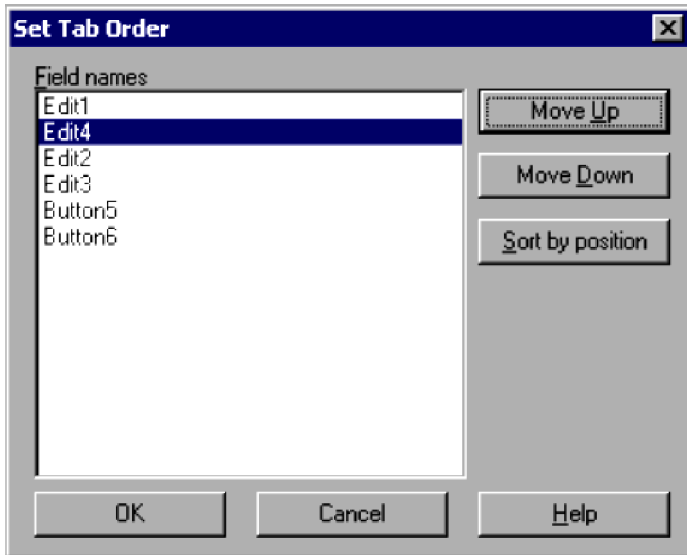 Set Tab Order
Field names
Edit1
Edit4
Edit2
Edit3
Button5
Button6
Move Up
Move Down
Sort by position
OK
Cancel
Help